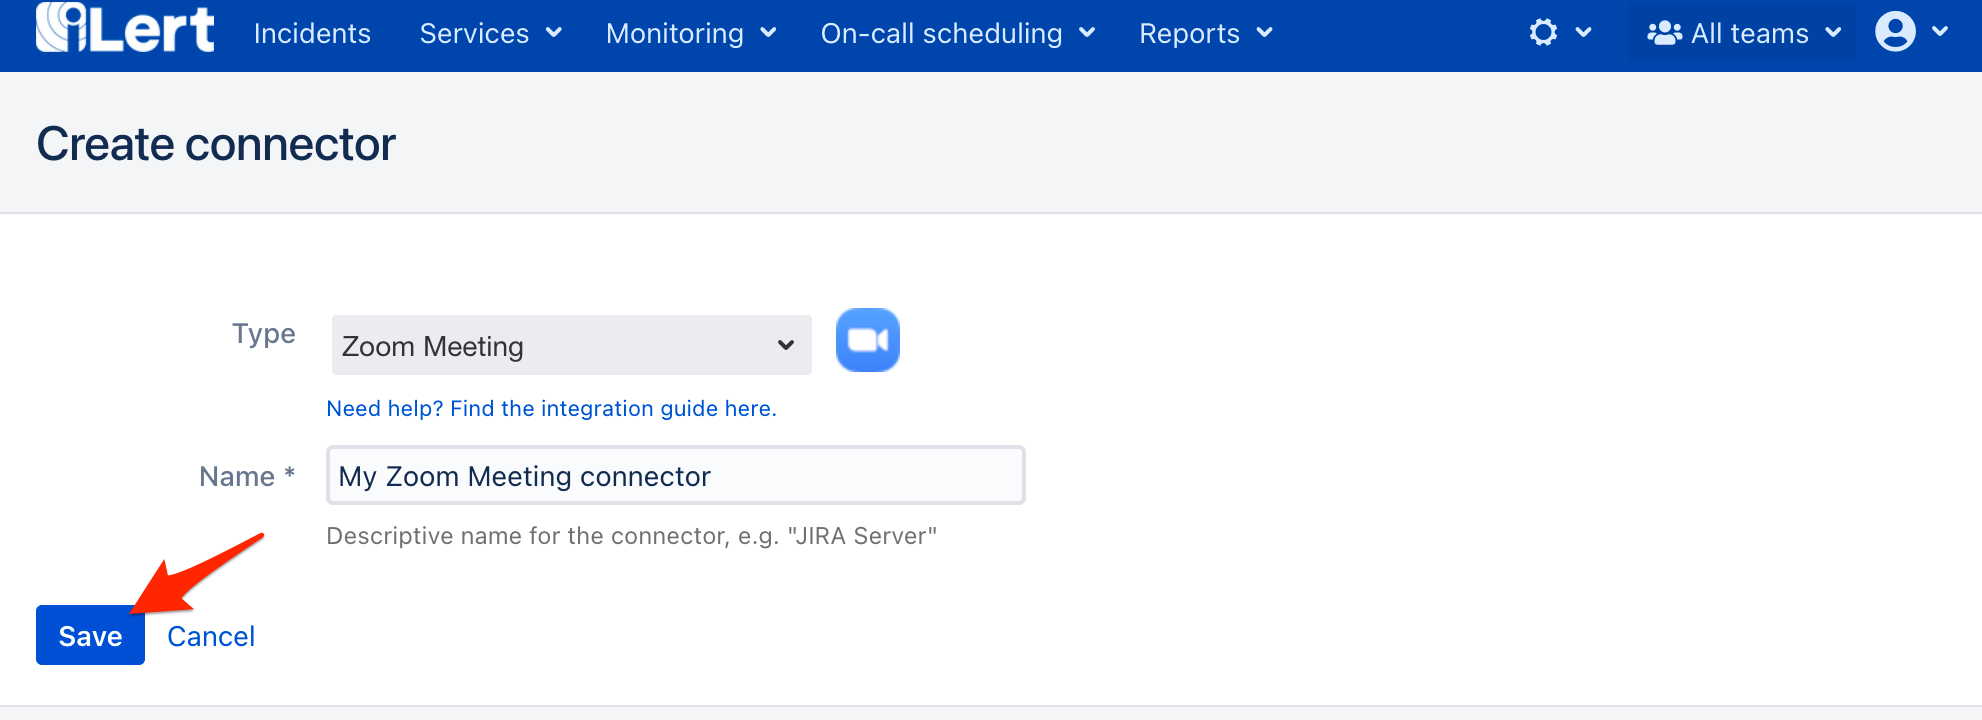 iLert Incidents Services Monitoring On-call scheduling Reports All teams
Create connector
Type Zoom Meeting
Need help? Find the integration guide here.
Name * My Zoom Meeting connector
Descriptive name for the connector, e.g. "JIRA Server"
Save Cancel